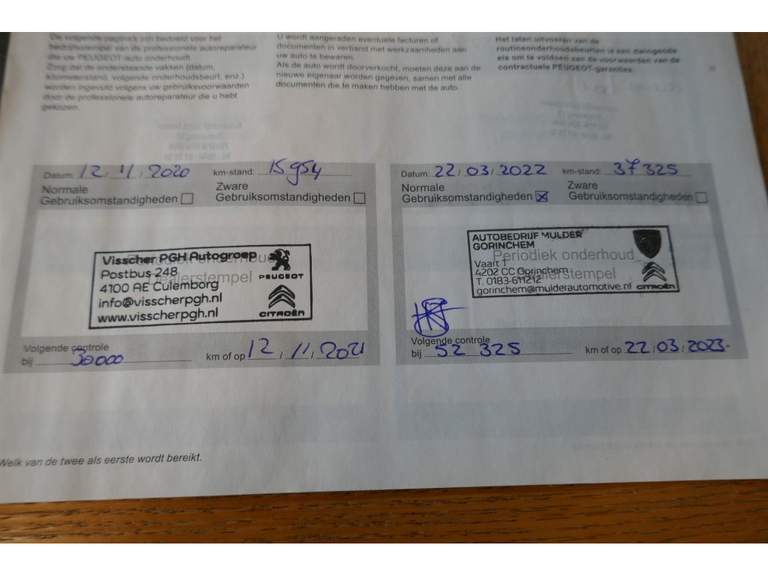 De volgende pagina's zijn bestemd voor het
bedrijfsstempel van de professionele autoreparateur
die uw PEUGEOT-auto onderhoudt.
Zorg dat de onderstaande vakken (datum,
kilometerstand, volgende onderhoudsbeurt, enz.)
worden ingevuld volgens uw gebruiksvoorwaarden
door de professionele autoreparateur die u hebt
gekozen.
U wordt aangeraden eventuele facturen of
documenten in verband met werkzaamheden aan
uw auto te bewaren.
Als de auto wordt doorverkocht, moeten deze aan de
nieuwe eigenaar worden gegeven, samen met alle
documenten die te maken hebben met de auto.
Het laten uitvoeren van de
routineonderhoudsbeurten is een dwingende
eis om te voldoen aan de voorwaarden van de
contractuele PEUGEOT-garanties.
Datum: 12 / 11 / 2020 km-stand: 15954
Normale
Gebruiksomstandigheden
Zware
Gebruiksomstandigheden
Visscher PGH Autogroep
Postbus 248
4100 AE Culemborg
info@visscherpgh.nl
www.visscherpgh.nl
PEUGEOT
CITROËN
Volgende controle
bij 30000 km of op 12 / 11 / 2021
Datum: 22 / 03 / 2022 km-stand: 37325
Normale
Gebruiksomstandigheden
Zware
Gebruiksomstandigheden
Periodiek onderhoud
Dealerstempel
AUTOBEDRIJF MULDER
GORINCHEM
Vaart 1
4202 CC Gorinchem
T. 0183-611212
gorinchem@mulderautomotive.nl
CITROËN
Volgende controle
bij 52 325 km of op 22 / 03 / 2023.
Welk van de twee als eerste wordt bereikt.